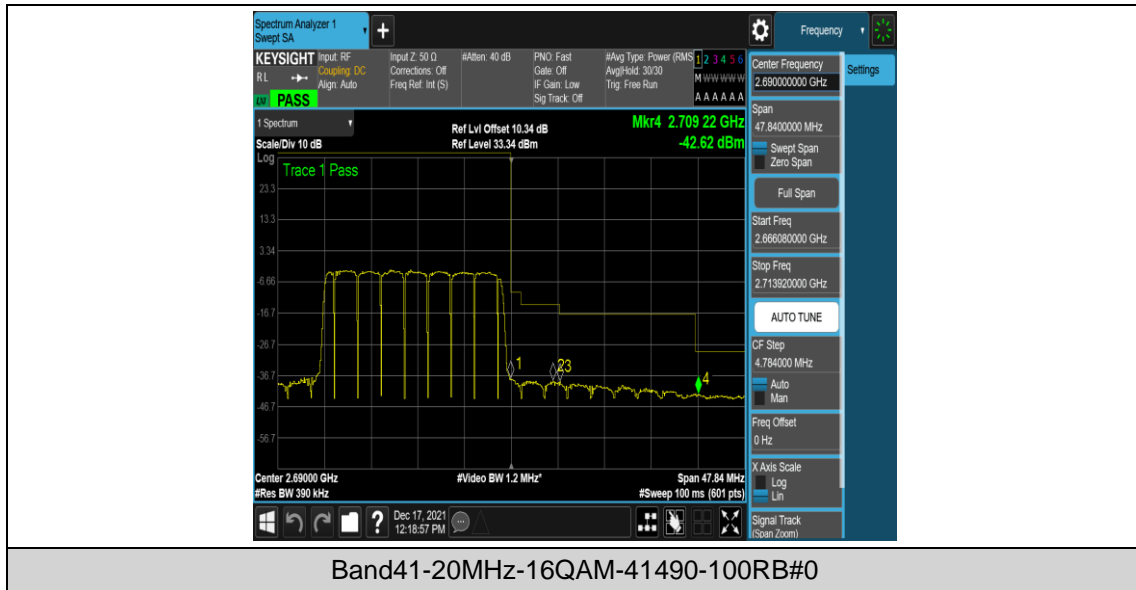 Spectrum Analyzer 1
Swept SA
+
Frequency
KEYSIGHT
RL
PASS
Input: RF
Coupling: DC
Align: Auto
Input Z: 50 Ω
Corrections: Off
Freq Ref: Int (S)
#Atten: 40 dB
PNO: Fast
Gate: Off
IF Gain: Low
Sig Track: Off
#Avg Type: Power (RMS
Avg|Hold: 30/30
Trig: Free Run
1 2 3 4 5 6
M W W W W W
A A A A A A
1 Spectrum
Scale/Div 10 dB
Ref Lvl Offset 10.34 dB
Ref Level 33.34 dBm
Mkr4 2.709 22 GHz
-42.62 dBm
Log
Trace 1 Pass
23.3
13.3
3.34
-6.66
-16.7
-26.7
-36.7
-46.7
-56.7
1
23
4
Center 2.69000 GHz
#Res BW 390 kHz
#Video BW 1.2 MHz*
Span 47.84 MHz
#Sweep 100 ms (601 pts)
?
Dec 17, 2021
12:18:57 PM
Center Frequency
2.690000000 GHz
Settings
Span
47.8400000 MHz
Swept Span
Zero Span
Full Span
Start Freq
2.666080000 GHz
Stop Freq
2.713920000 GHz
AUTO TUNE
CF Step
4.784000 MHz
Auto
Man
Freq Offset
0 Hz
X Axis Scale
Log
Lin
Signal Track
(Span Zoom)
Band41-20MHz-16QAM-41490-100RB#0